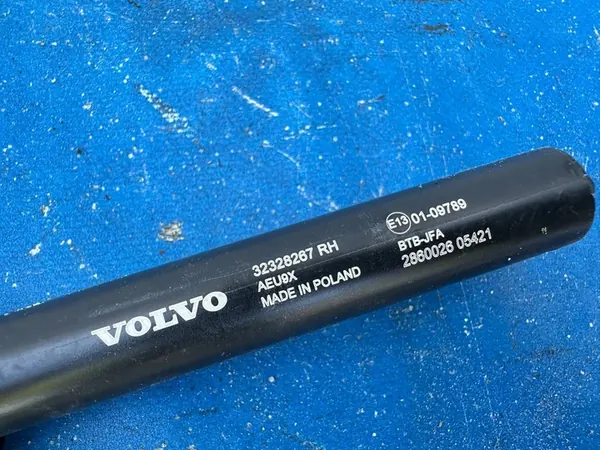 VOLVO
32328267 RH
AEU9X
MADE IN POLAND
E13 01-09789
BTB-JFA
2860026 05421